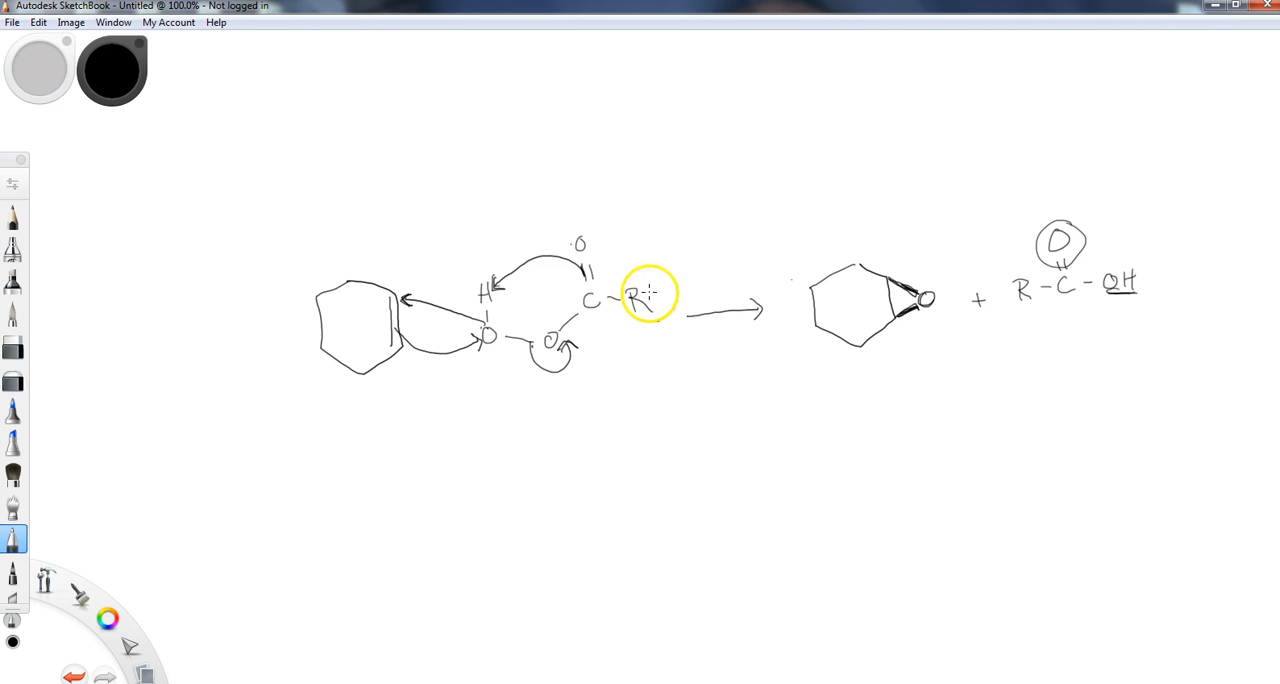 Autodesk SketchBook - Untitled @ 100.0% - Not logged in
File Edit Image Window My Account Help
O
H
C - R
O
O
O
+
O
R - C - OH